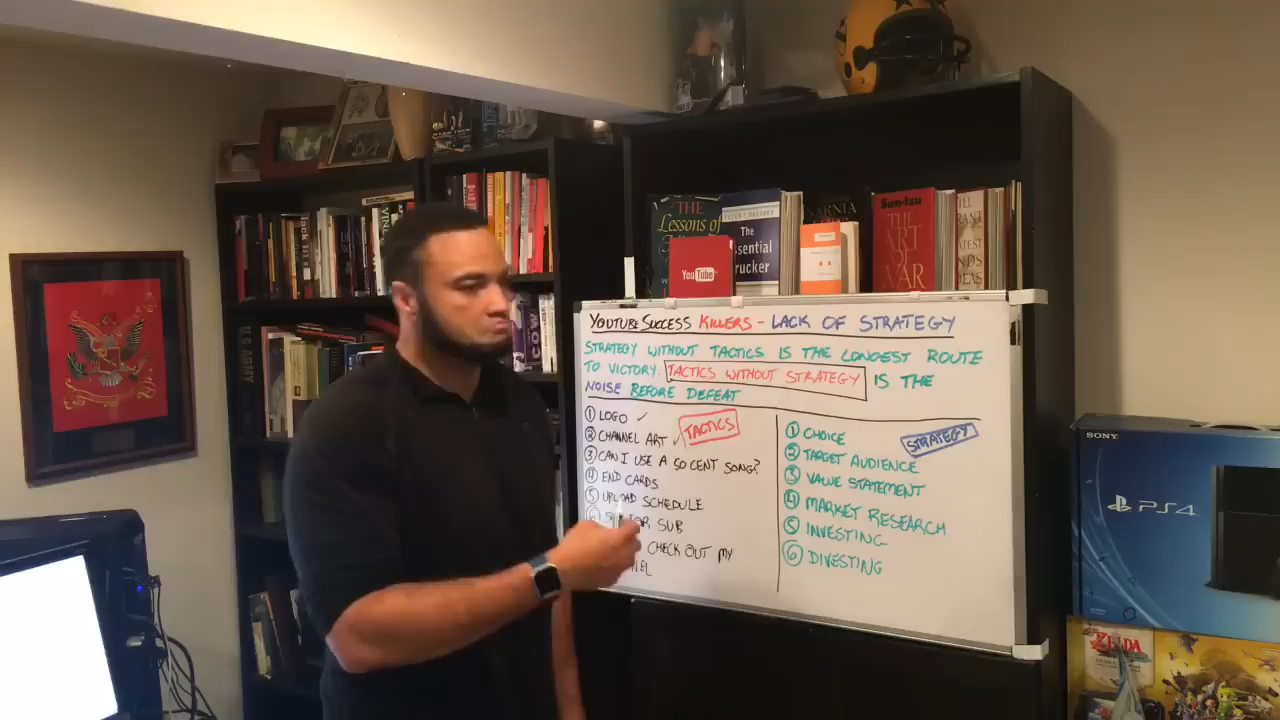 YOUTUBE SUCCESS KILLERS - LACK OF STRATEGY
STRATEGY WITHOUT TACTICS IS THE LONGEST ROUTE
TO VICTORY. TACTICS WITHOUT STRATEGY IS THE
NOISE BEFORE DEFEAT
TACTICS
① LOGO ✓
② CHANNEL ART ✓
③ CAN I USE A 50 CENT SONG?
④ END CARDS
⑤ UPLOAD SCHEDULE
FOR SUB
CHECK OUT MY
STRATEGY
① CHOICE
② TARGET AUDIENCE
③ VALUE STATEMENT
④ MARKET RESEARCH
⑤ INVESTING
⑥ DIVESTING
THE
Lessons of
YouTube
The
Sun-tzu
THE
ART
OF
WAR
U.S. ARMY
COW
SONY
PS4
ZELDA